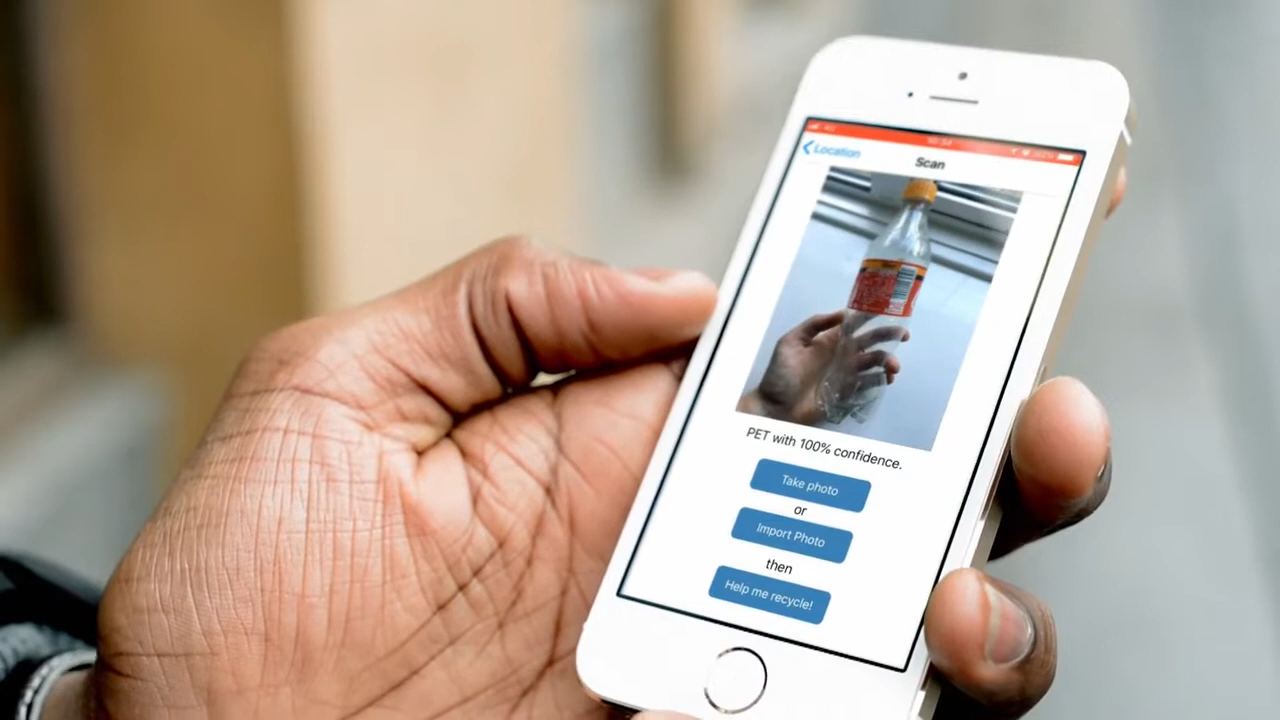 Location
Scan
PET with 100% confidence.
Take photo
or
Import Photo
then
Help me recycle!